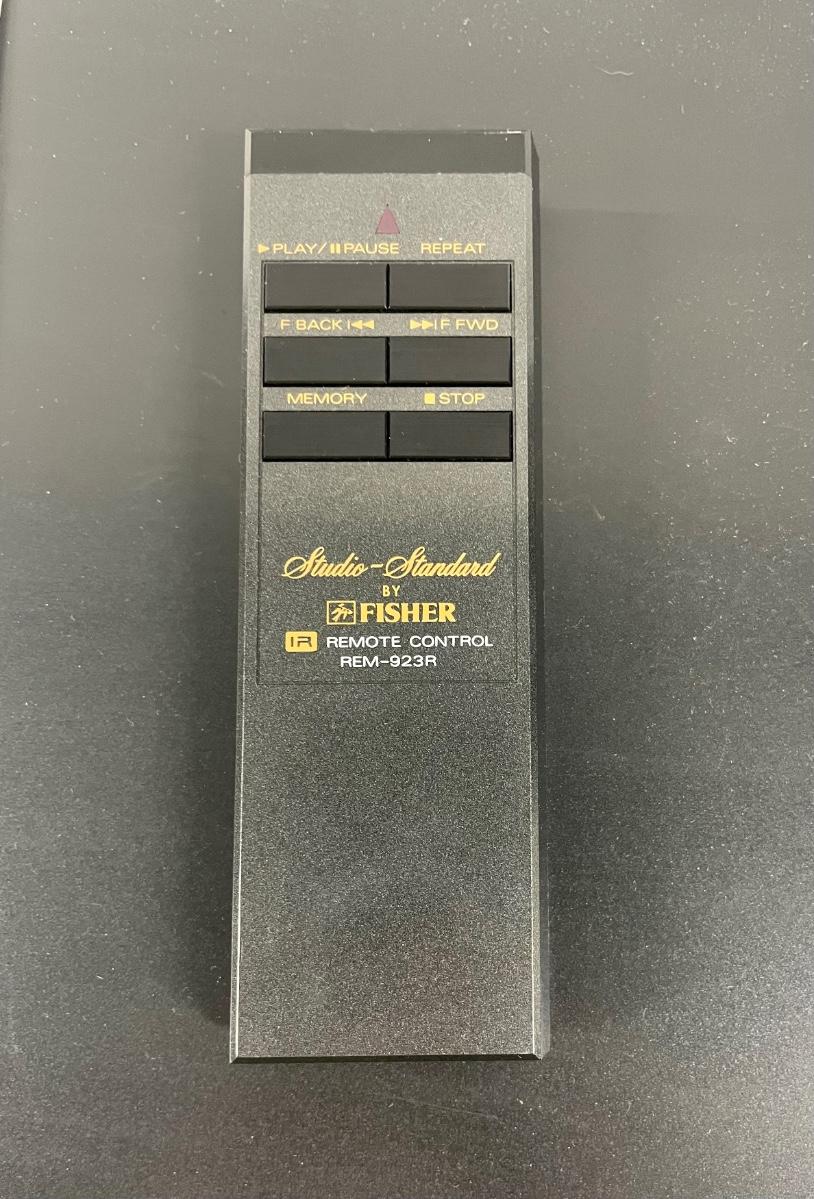 ▶PLAY/⏸PAUSE REPEAT
F BACK I◀◀ ▶▶I F FWD
MEMORY ■STOP
Studio-Standard
BY
FISHER
IR REMOTE CONTROL
REM-923R